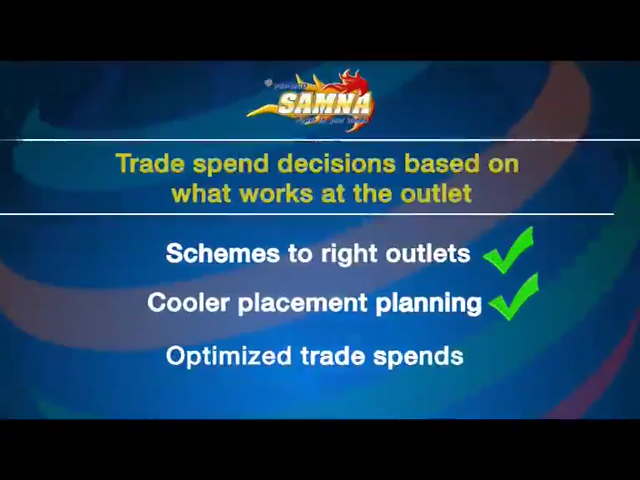 SAMNA
Trade spend decisions based on
what works at the outlet
Schemes to right outlets
Cooler placement planning
Optimized trade spends